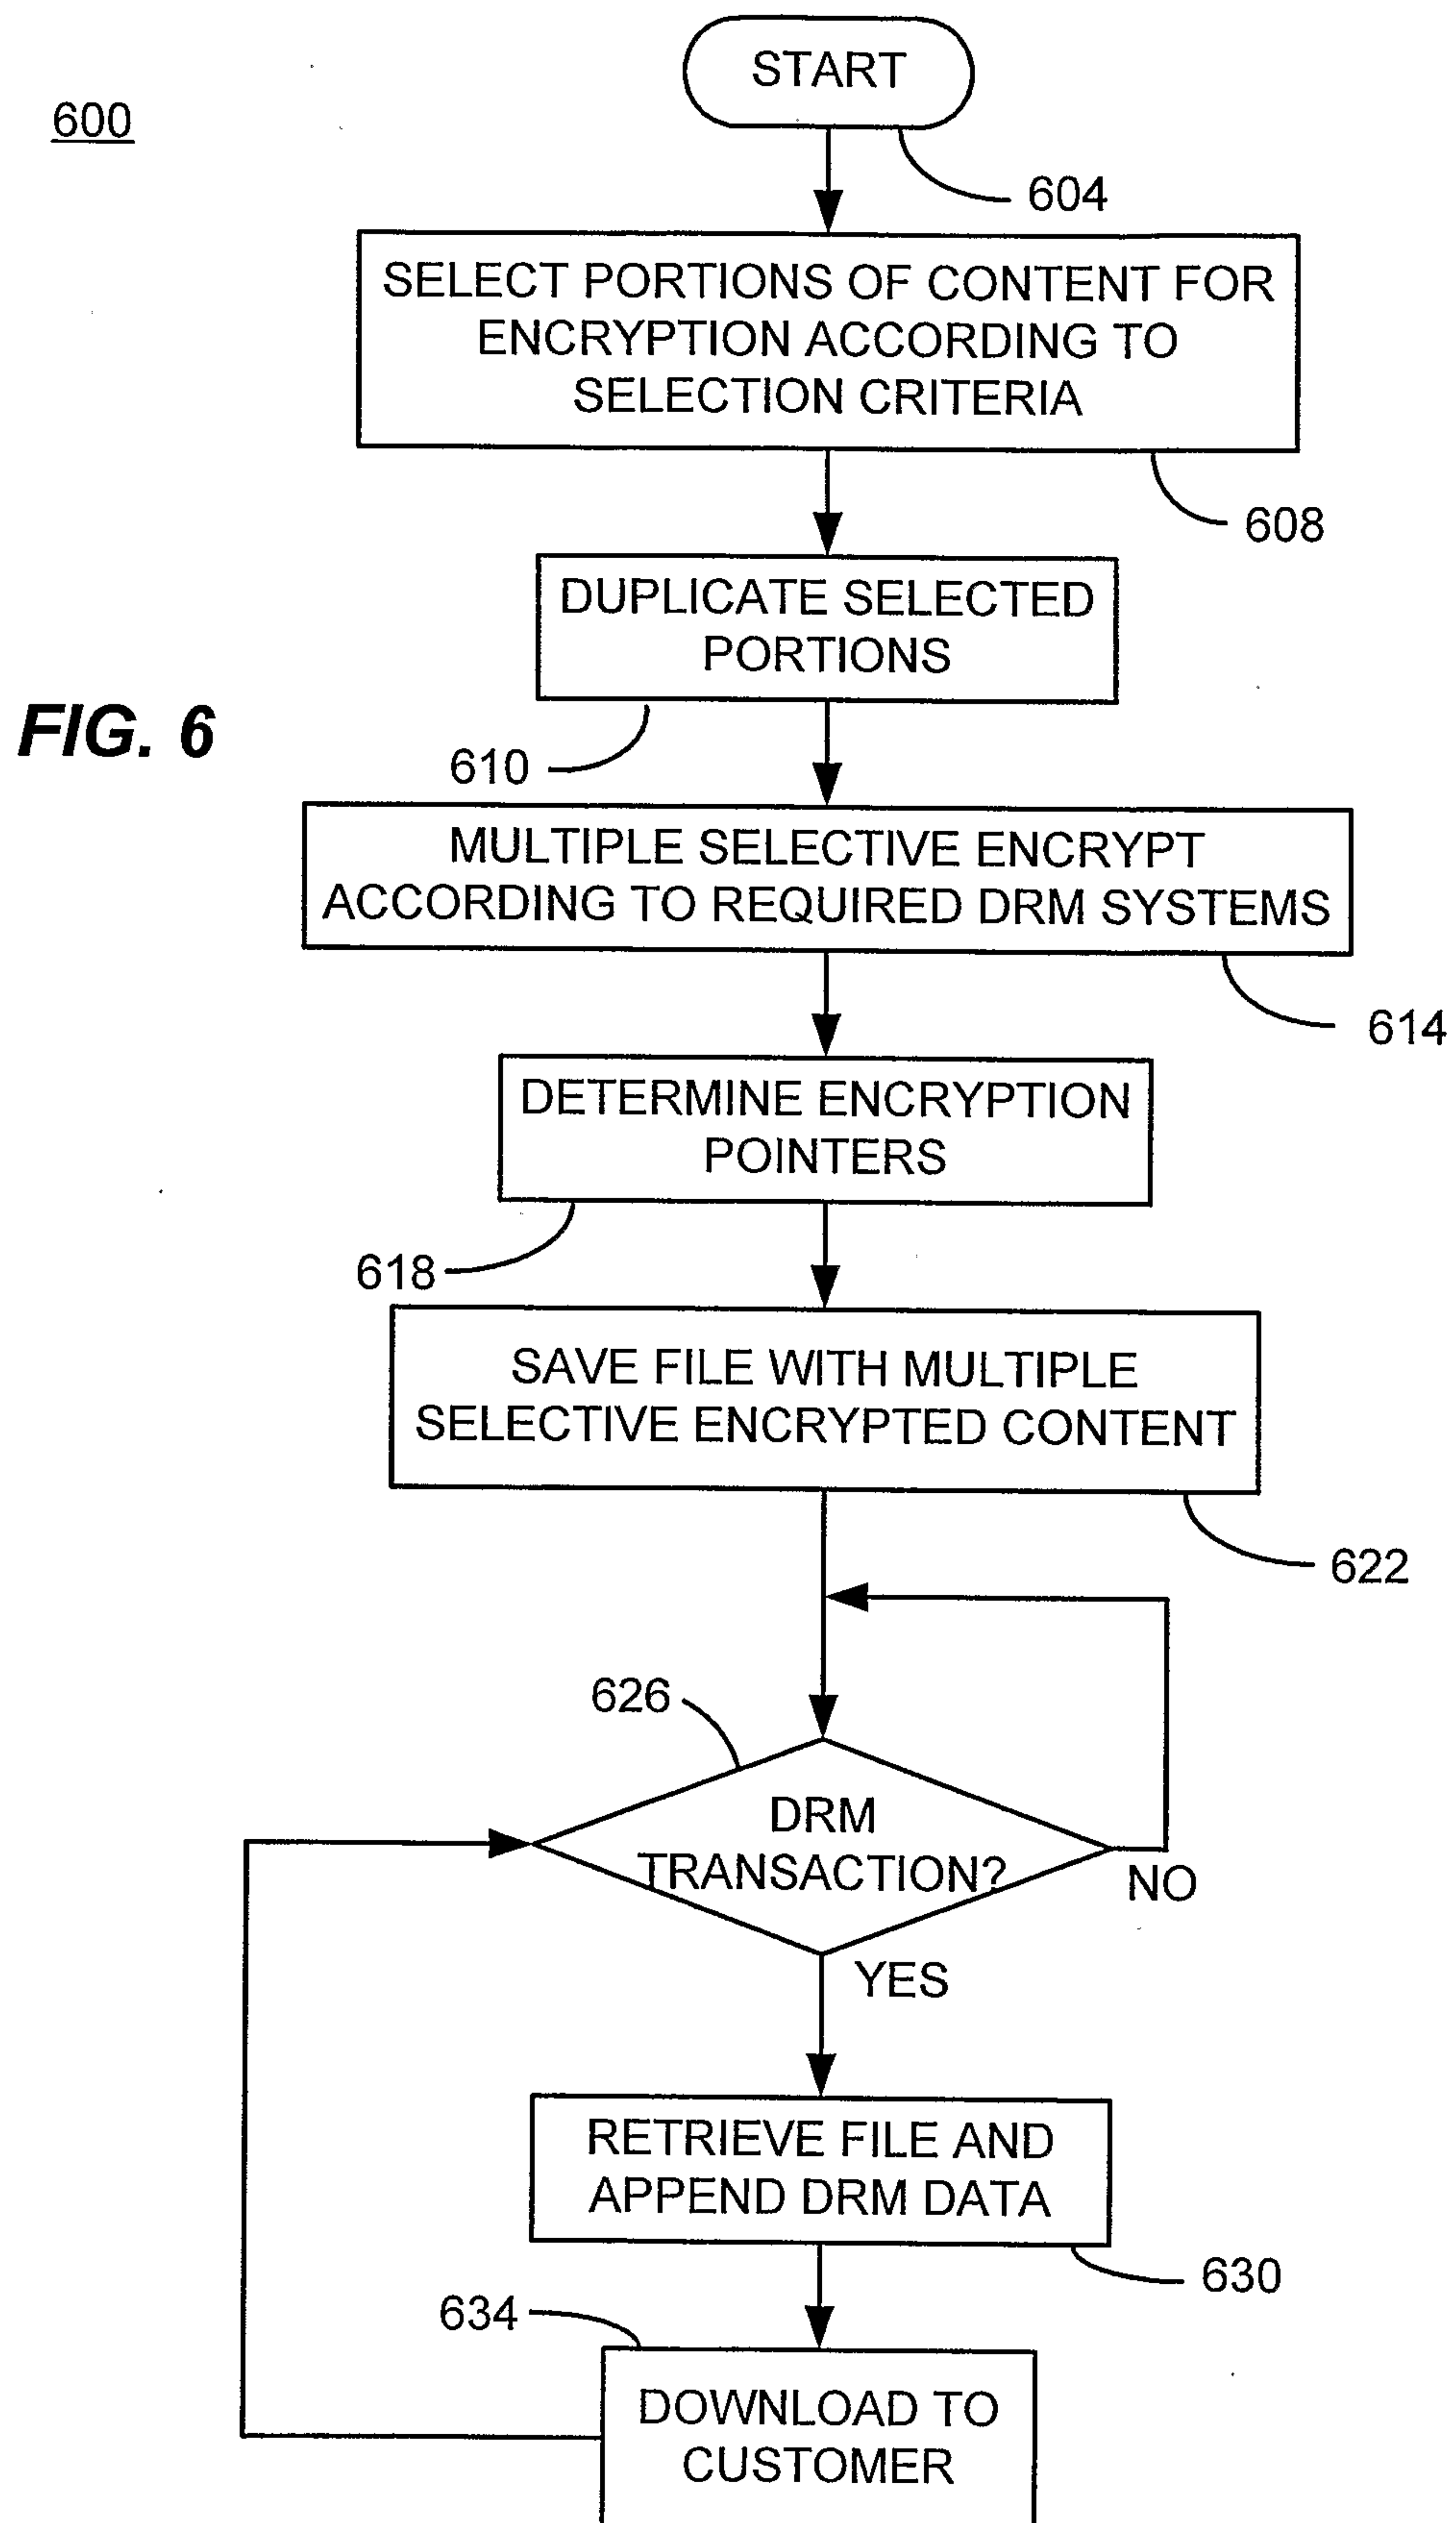 START
600
604
SELECT PORTIONS OF CONTENT FOR
ENCRYPTION ACCORDING TO
SELECTION CRITERIA
608
DUPLICATE SELECTED
PORTIONS
FIG. 6
610
MULTIPLE SELECTIVE ENCRYPT
ACCORDING TO REQUIRED DRM SYSTEMS
614
DETERMINE ENCRYPTION
POINTERS
618
SAVE FILE WITH MULTIPLE
SELECTIVE ENCRYPTED CONTENT
622
626
DRM
TRANSACTION?
NO
YES
RETRIEVE FILE AND
APPEND DRM DATA
630
634
DOWNLOAD TO
CUSTOMER